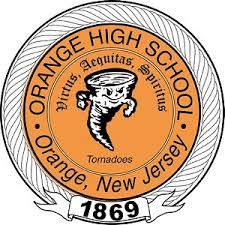 · ORANGE HIGH SCHOOL ·
Virtus, Aequitas, Spiritus
Tornadoes
Orange, New Jersey
1869